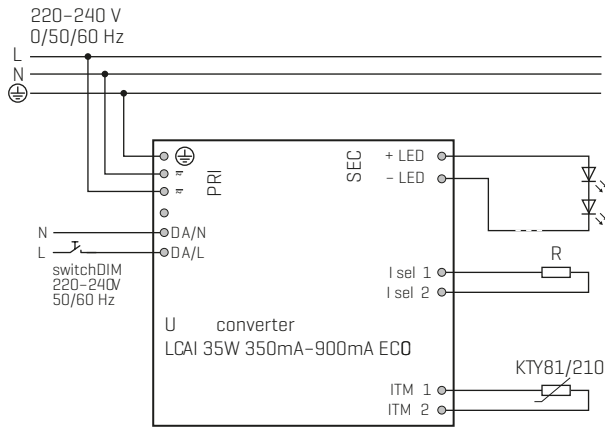 220–240 V
0/50/60 Hz
L
N
PRI
SEC
+ LED
– LED
N
DA/N
L
DA/L
switchDIM
220–240V
50/60 Hz
I sel 1
R
I sel 2
U converter
LCAI 35W 350mA–900mA ECO
KTY81/210
ITM 1
ITM 2